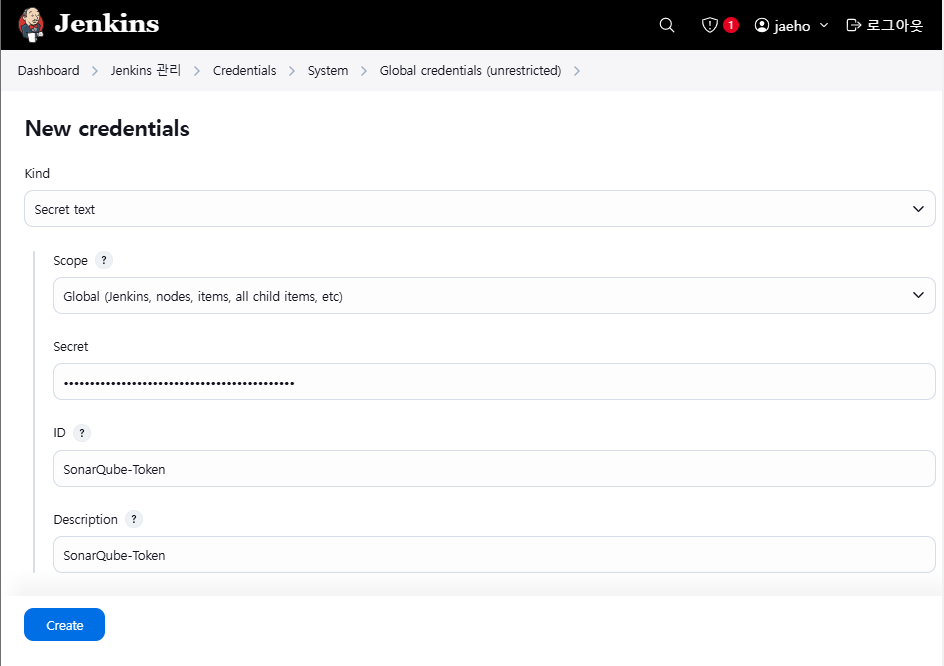 Jenkins 1 jaeho 로그아웃
Dashboard Jenkins 관리 Credentials System Global credentials (unrestricted)
New credentials
Kind
Secret text
Scope ?
Global (Jenkins, nodes, items, all child items, etc)
Secret
••••••••••••••••••••••••••••••••••••••••••••
ID ?
SonarQube-Token
Description ?
SonarQube-Token
Create